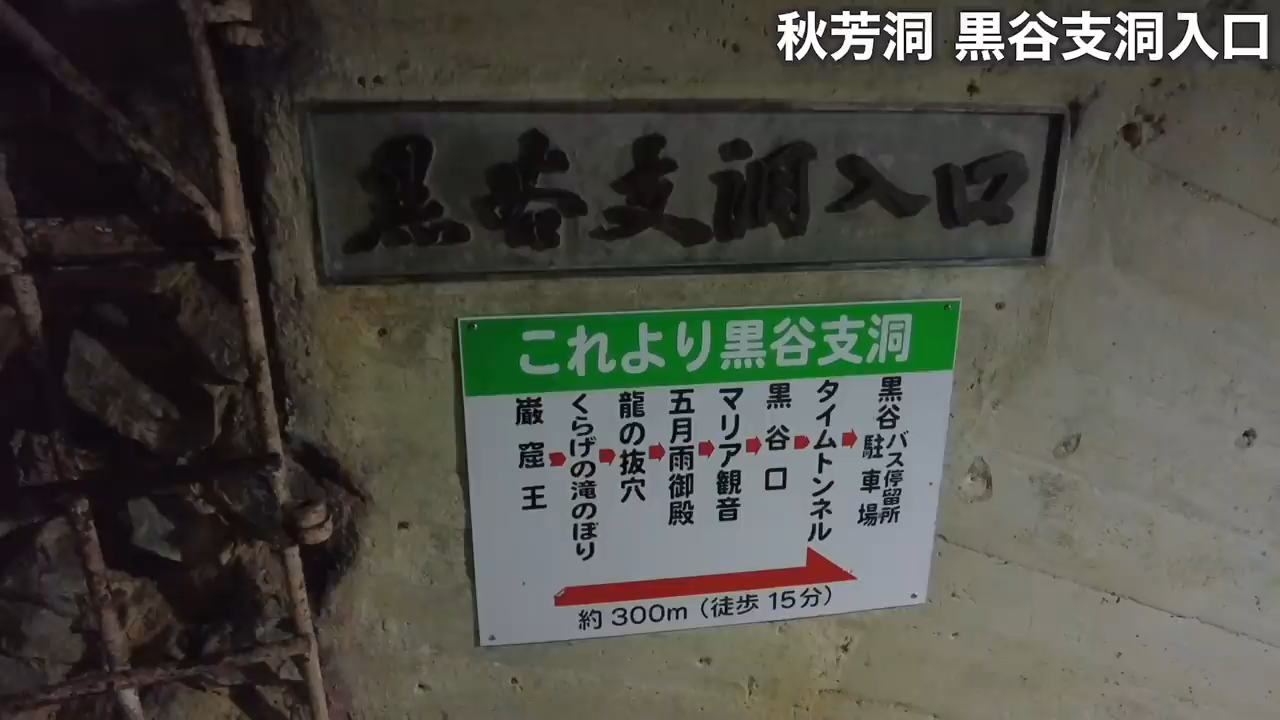 秋芳洞 黒谷支洞入口
黒谷支洞入口
これより黒谷支洞
巌窟王
くらげの滝のぼり
龍の抜穴
五月雨御殿
マリア観音
黒谷口
タイムトンネル
黒谷バス停留所
駐車場
約300m（徒歩15分）